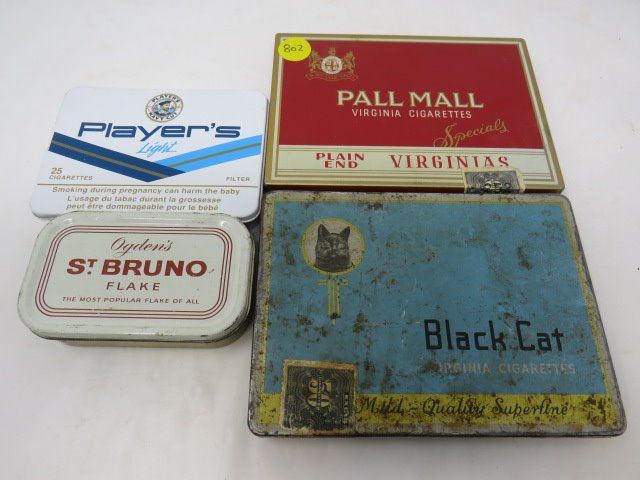 Player's
Light
25
CIGARETTES
FILTER
Smoking during pregnancy can harm the baby
L'usage du tabac durant la grossesse
peut être dommageable pour le bébé
802
PALL MALL
VIRGINIA CIGARETTES
Specials
PLAIN
END
VIRGINIAS
Ogden's
ST BRUNO
FLAKE
THE MOST POPULAR FLAKE OF ALL
Black Cat
VIRGINIA CIGARETTES
Mild - Quality Superfine